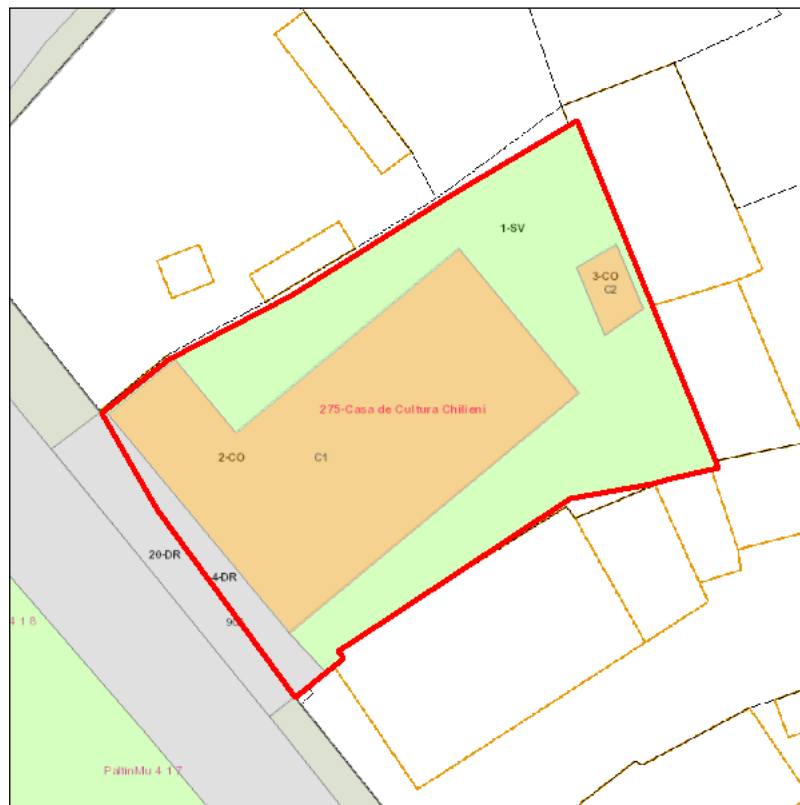 1-SV
3-CO
C2
275-Casa de Cultura Chilieni
2-CO
C1
20-DR
4-DR
4 1 8
PaltinMu 4 1 7